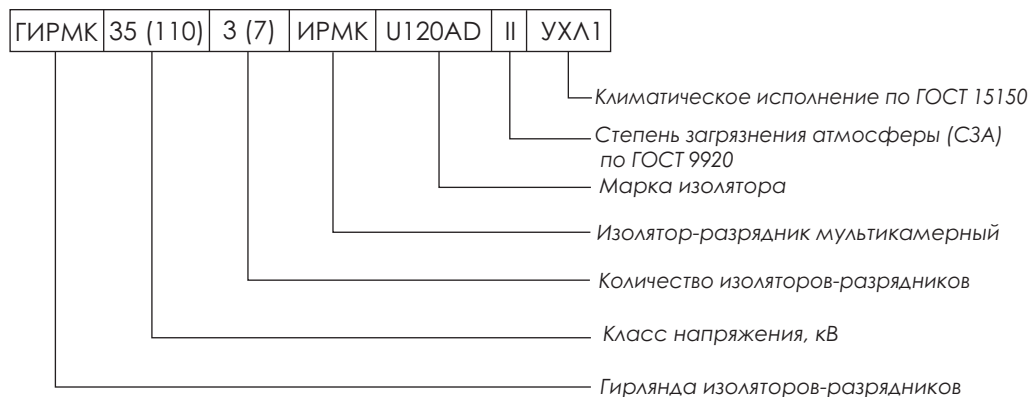 ГИРМК 35 (110) 3 (7) ИРМК U120AD II УХЛ1
Климатическое исполнение по ГОСТ 15150
Степень загрязнения атмосферы (СЗА)
по ГОСТ 9920
Марка изолятора
Изолятор-разрядник мультикамерный
Количество изоляторов-разрядников
Класс напряжения, кВ
Гирлянда изоляторов-разрядников